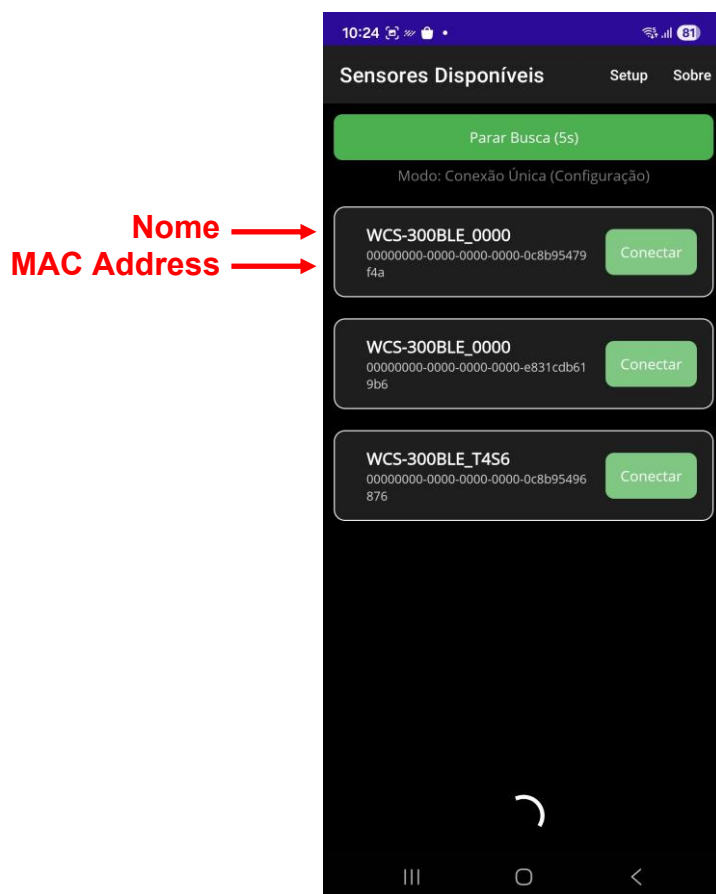 10:24
81
Sensores Disponíveis Setup Sobre
Parar Busca (5s)
Modo: Conexão Única (Configuração)
Nome
MAC Address
WCS-300BLE_0000
00000000-0000-0000-0000-0c8b95479
f4a
Conectar
WCS-300BLE_0000
00000000-0000-0000-0000-e831cdb61
9b6
Conectar
WCS-300BLE_T4S6
00000000-0000-0000-0000-0c8b95496
876
Conectar